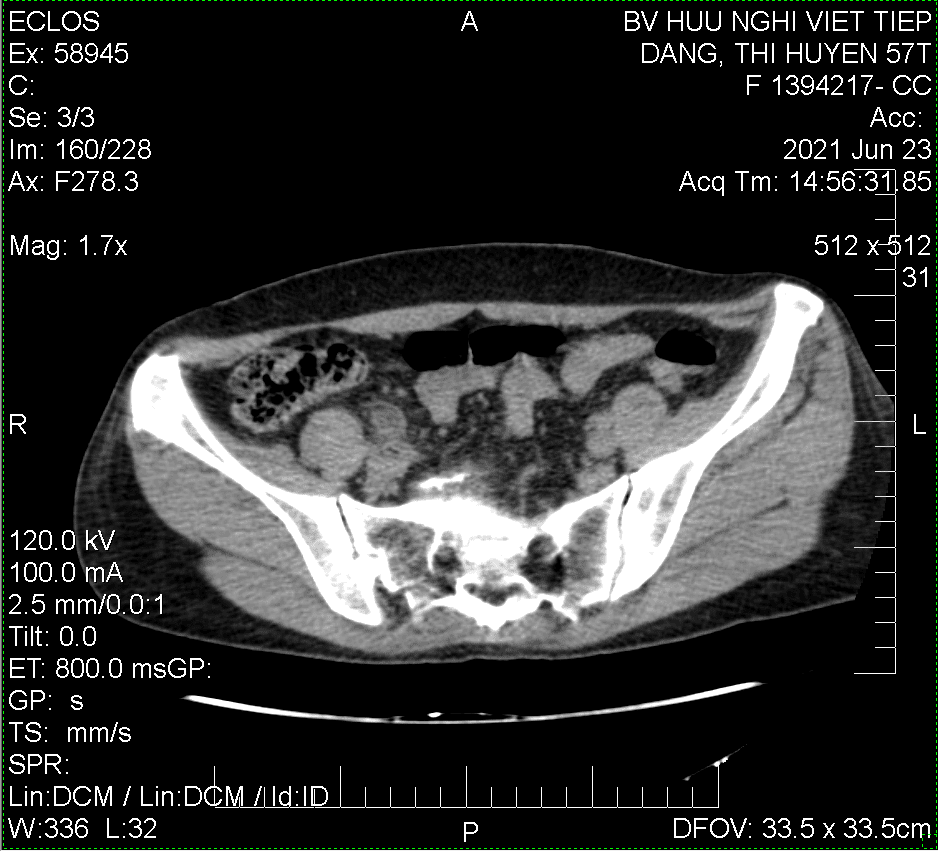 ECLOS
Ex: 58945
C:
Se: 3/3
Im: 160/228
Ax: F278.3
Mag: 1.7x
A
BV HUU NGHI VIET TIEP
DANG, THI HUYEN 57T
F 1394217- CC
Acc:
2021 Jun 23
Acq Tm: 14:56:31.85
512 x 512
31
R
L
120.0 kV
100.0 mA
2.5 mm/0.0:1
Tilt: 0.0
ET: 800.0 msGP:
GP: s
TS: mm/s
SPR:
Lin:DCM / Lin:DCM / Id:ID
W:336 L:32
P
DFOV: 33.5 x 33.5cm